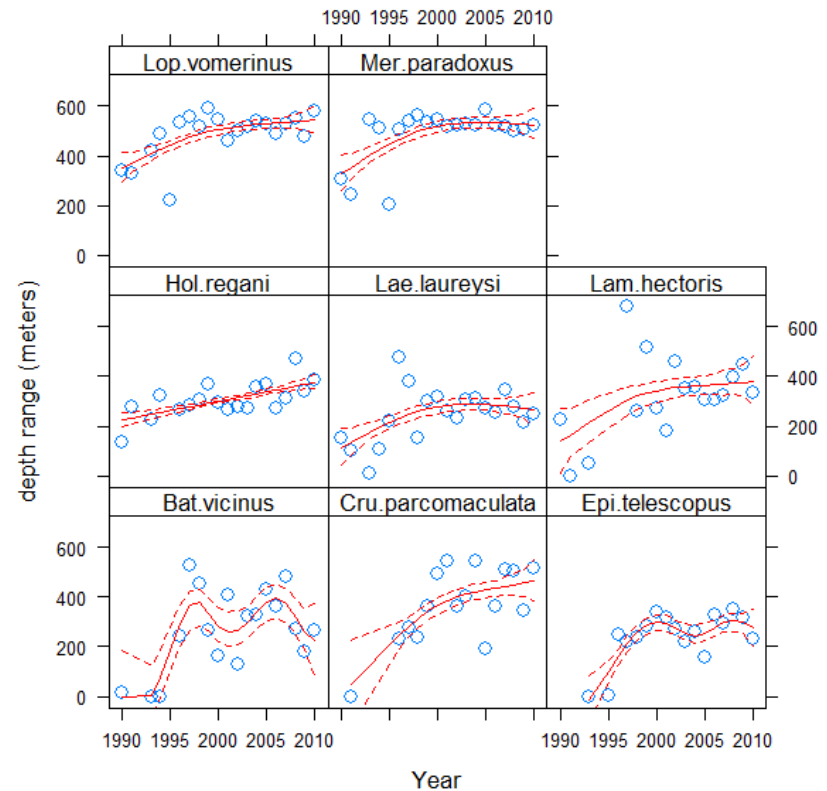 1990 1995 2000 2005 2010
Lop.vomerinus Mer.paradoxus
600
400
200
0
Hol.regani Lae.laureysi Lam.hectoris
600
400
200
0
Bat.vicinus Cru.parcomaculata Epi.telescopus
600
400
200
0
1990 1995 2000 2005 2010 1990 1995 2000 2005 2010
Year
depth range (meters)